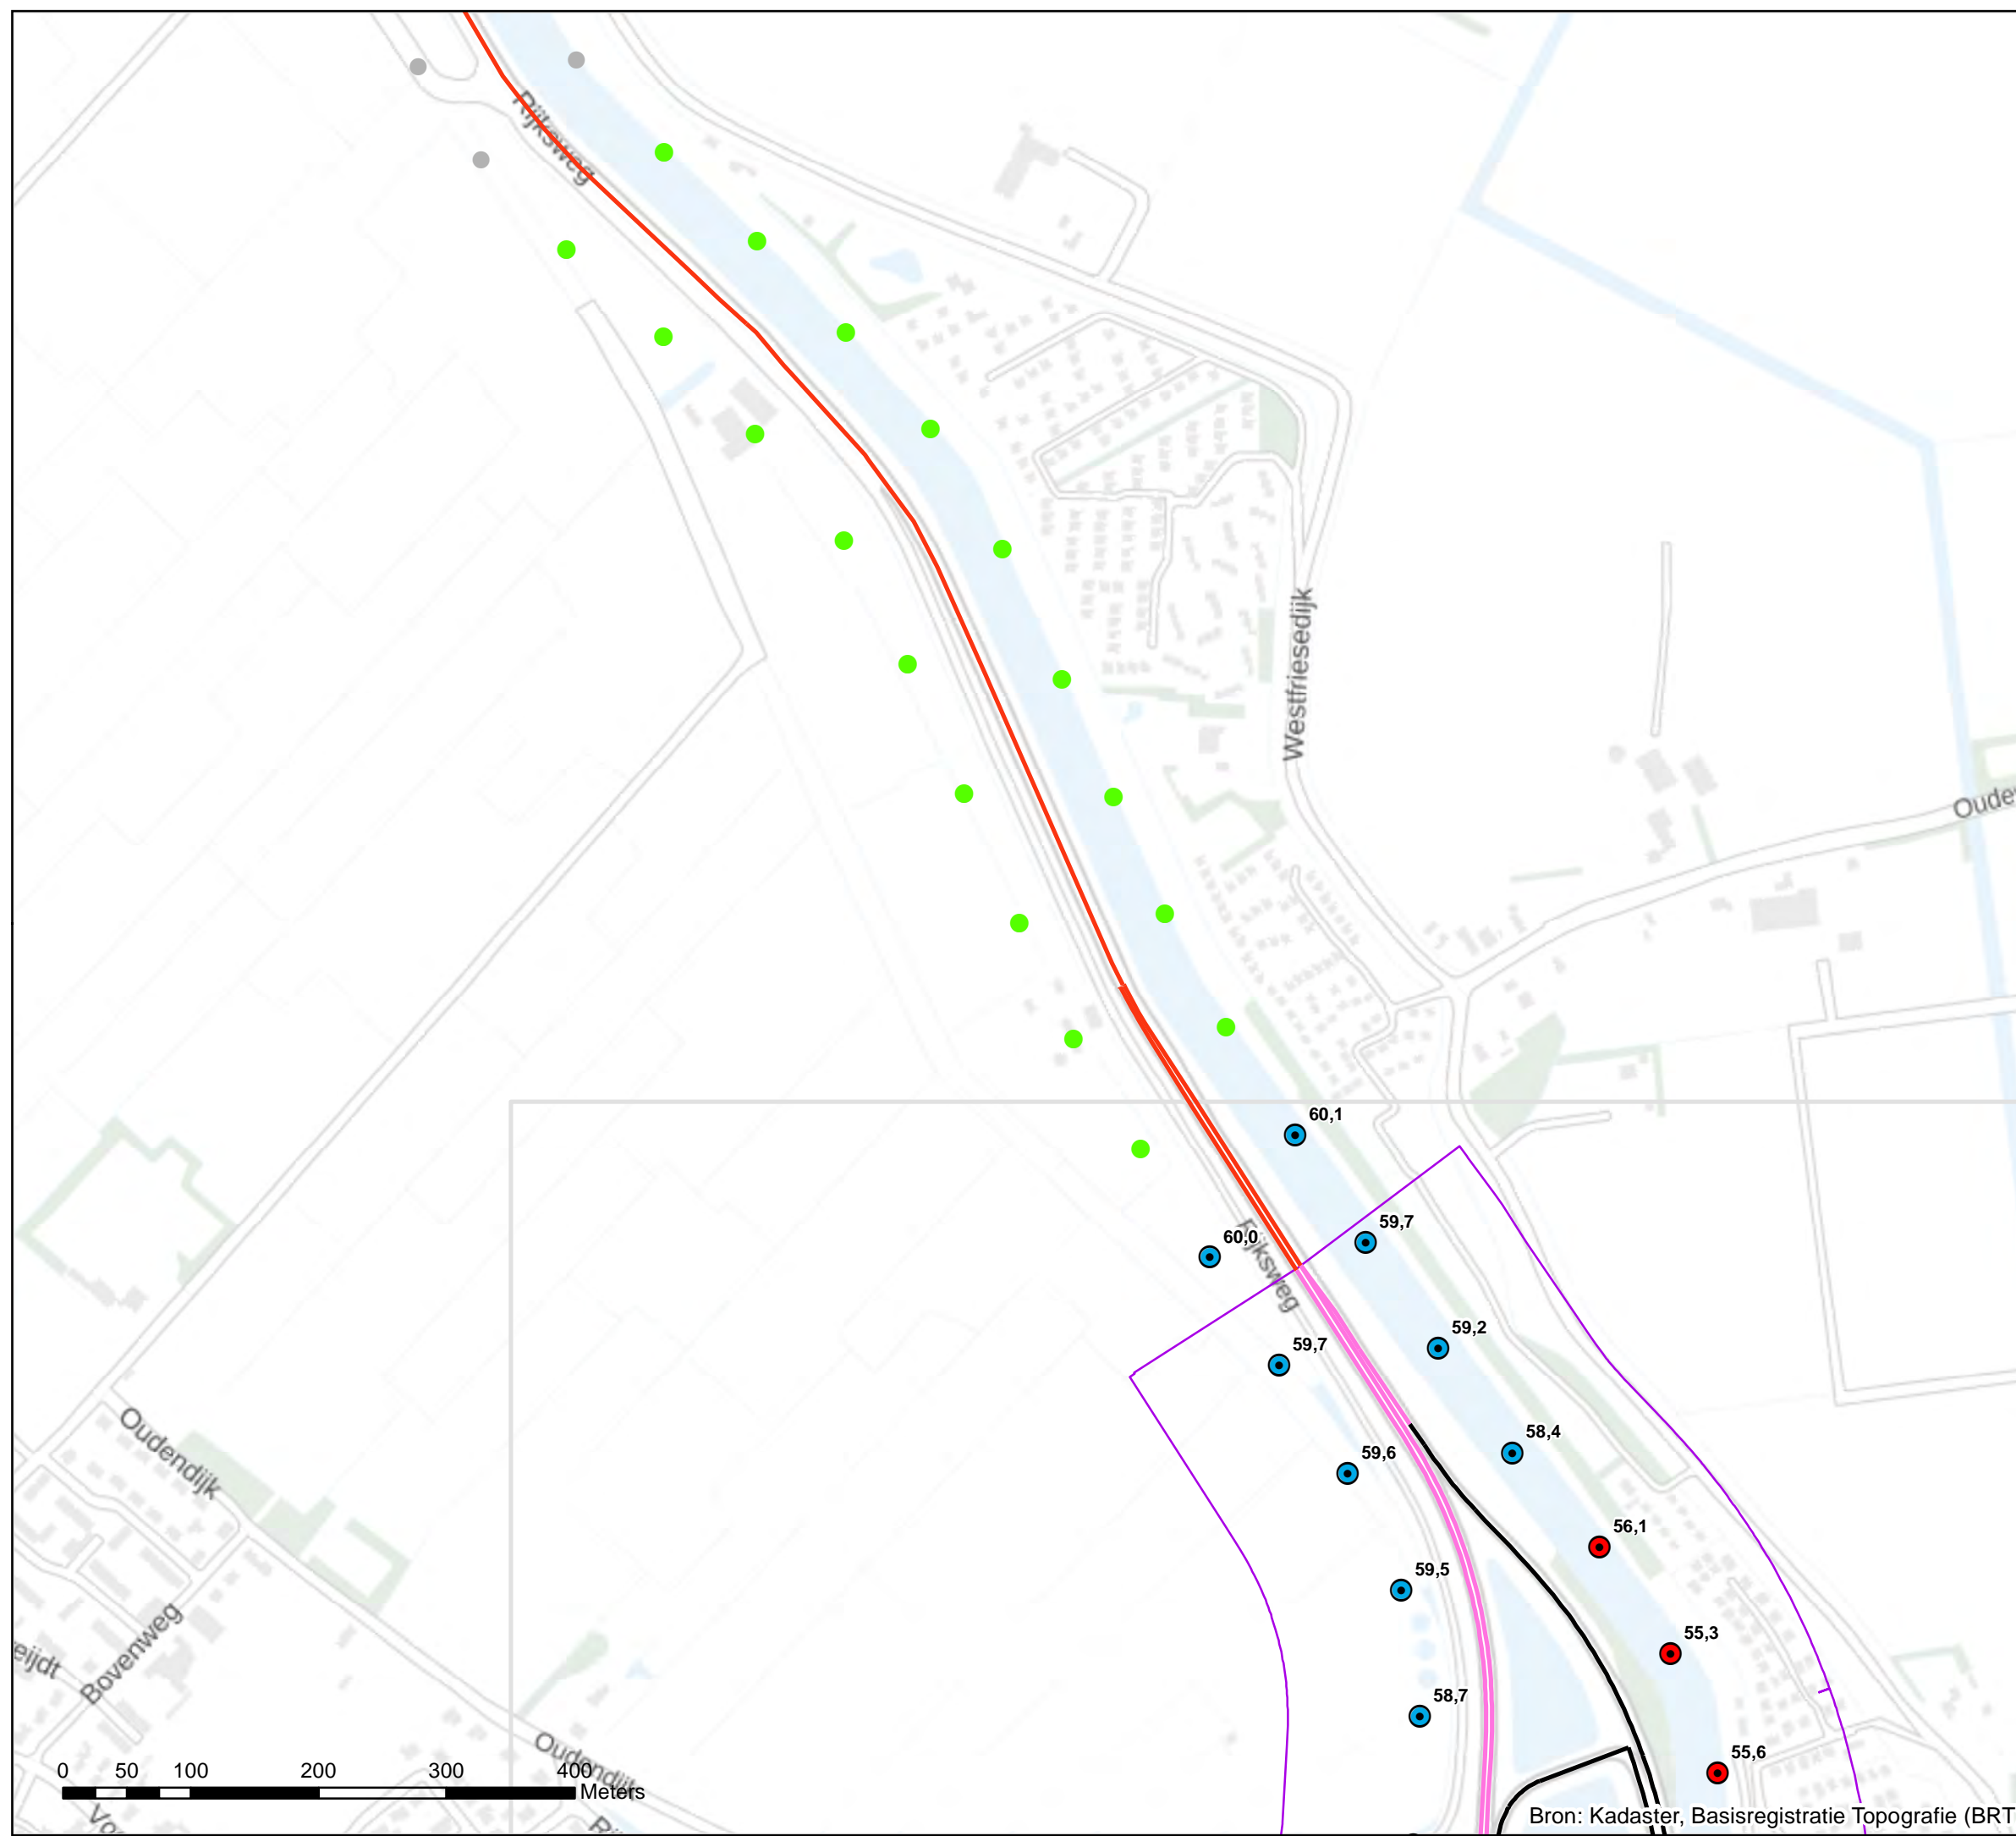 Rijksweg
Westfriesedijk
Oude
60,1
59,7
60,0
Rijksweg
59,2
59,7
58,4
59,6
Oudendijk
56,1
59,5
55,3
Bovenweg
eijdt
58,7
Oudendijk
55,6
0 50 100 200 300 400
Meters
Bron: Kadaster, Basisregistratie Topografie (BRT